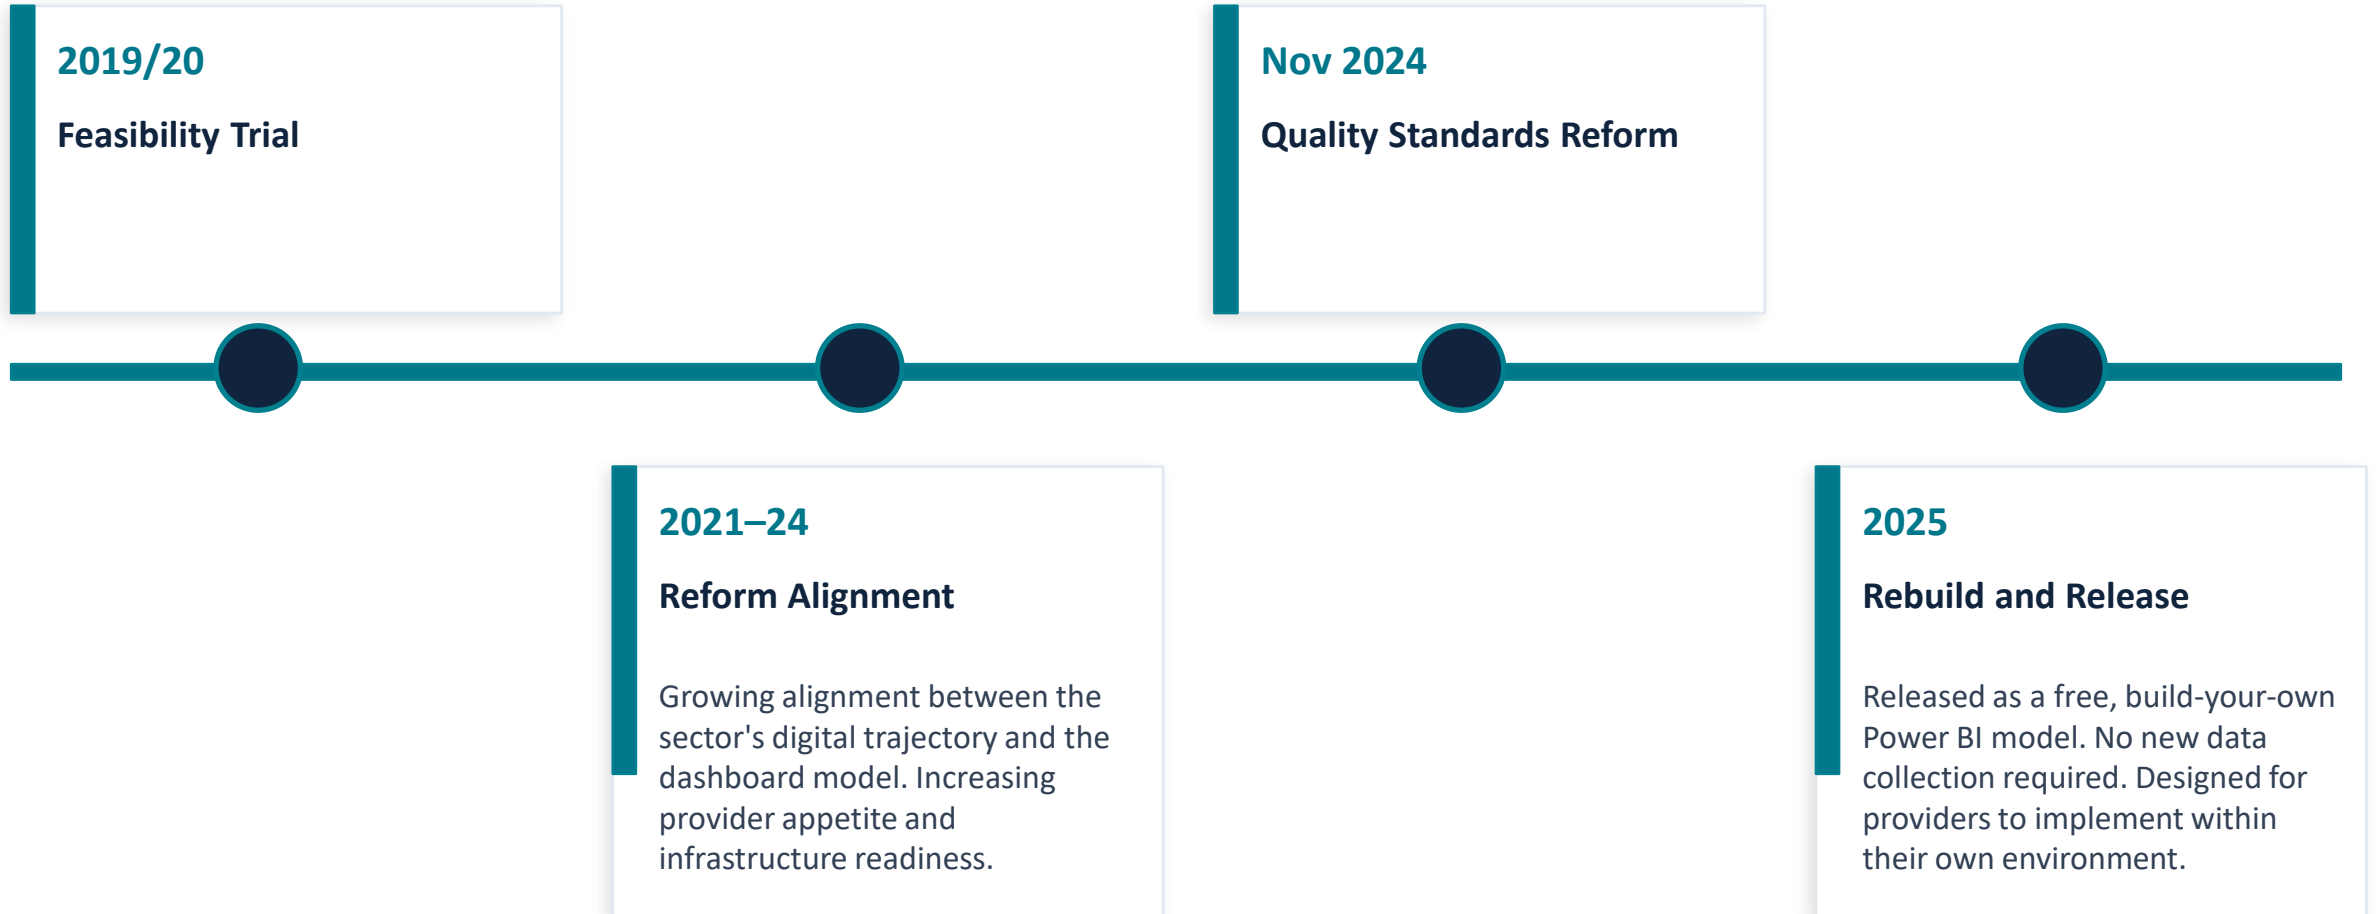 2019/20
Feasibility Trial
Nov 2024
Quality Standards Reform
2021–24
Reform Alignment
Growing alignment between the
sector's digital trajectory and the
dashboard model. Increasing
provider appetite and
infrastructure readiness.
2025
Rebuild and Release
Released as a free, build-your-own
Power BI model. No new data
collection required. Designed for
providers to implement within
their own environment.